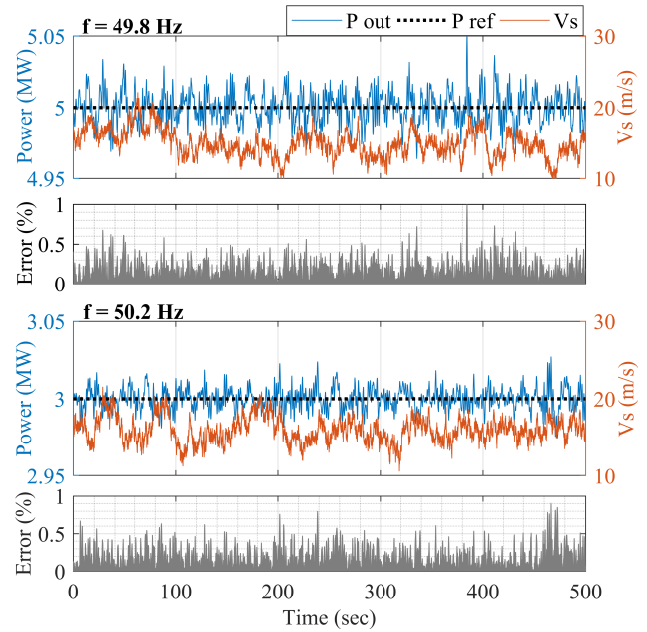 f = 49.8 Hz
P out P ref Vs
5.05
5
4.95
Power (MW)
30
20
10
Vs (m/s)
1
0.5
0
Error (%)
f = 50.2 Hz
3.05
3
2.95
Power (MW)
30
20
10
Vs (m/s)
1
0.5
0
Error (%)
0 100 200 300 400 500
Time (sec)